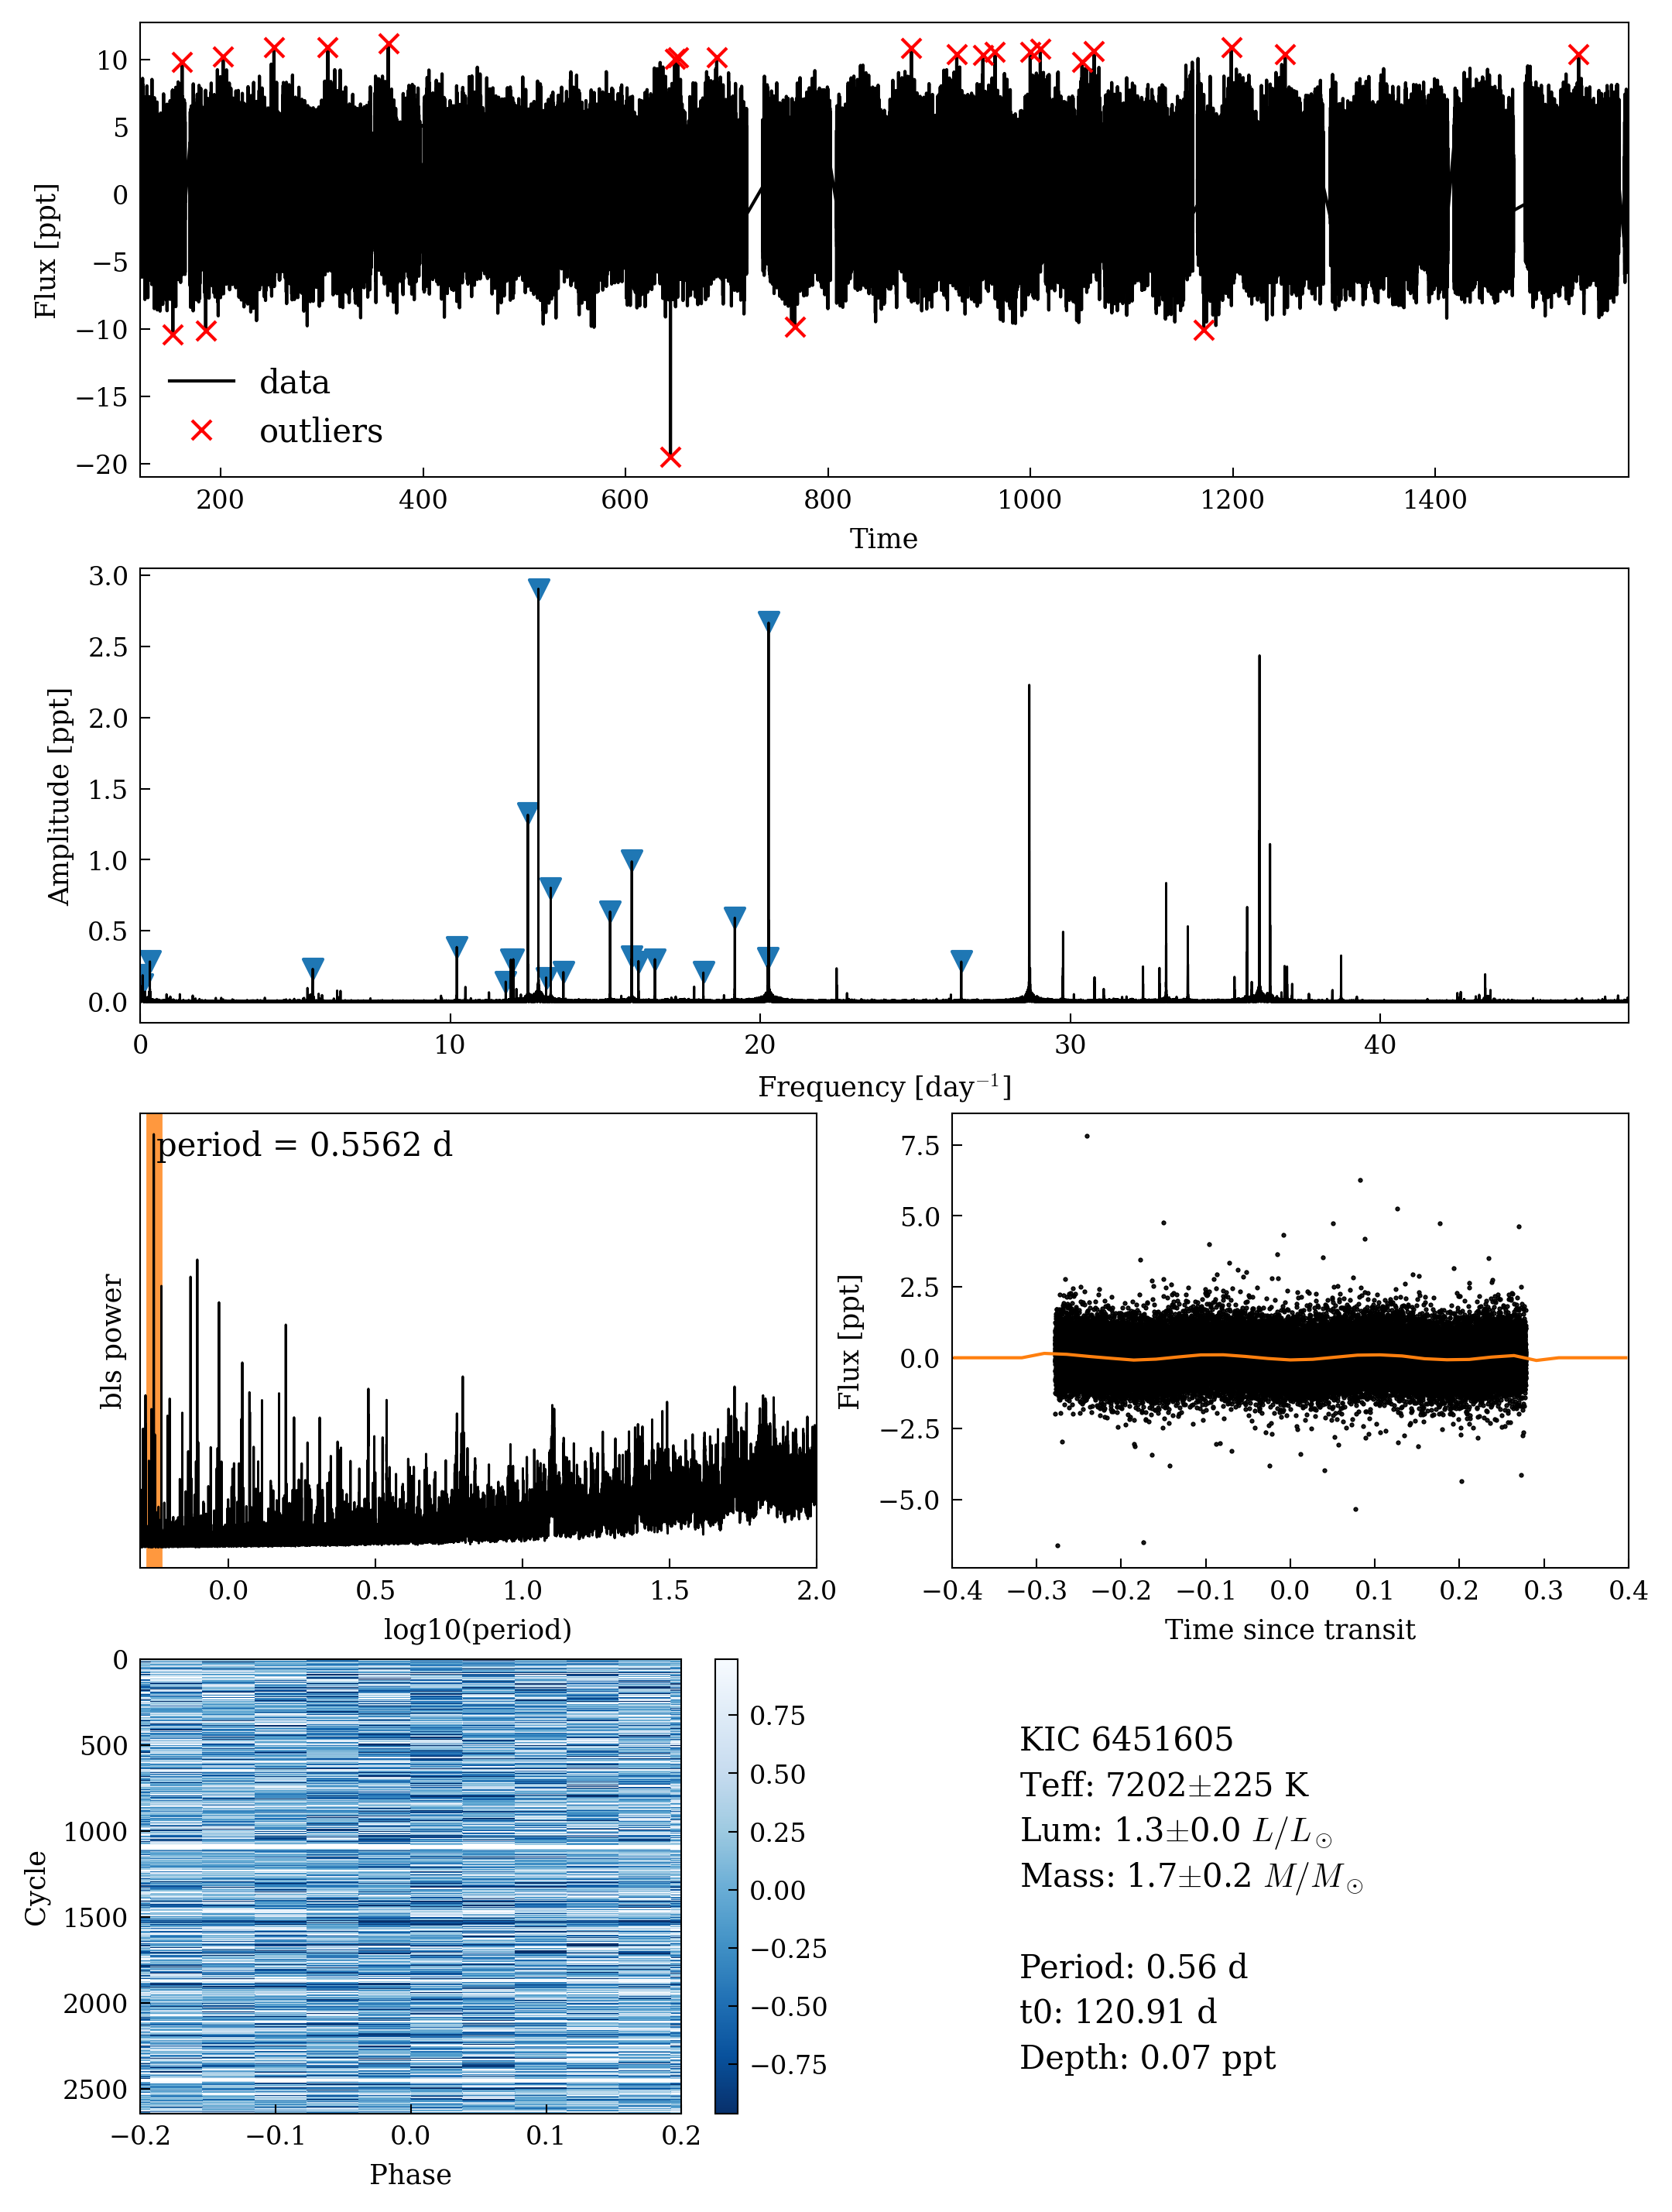 10
5
0
−5
−10
−15
−20
Flux [ppt]
data
outliers
200 400 600 800 1000 1200 1400
Time
3.0
2.5
2.0
1.5
1.0
0.5
0.0
Amplitude [ppt]
0 10 20 30 40
Frequency [day⁻¹]
period = 0.5562 d
bls power
0.0 0.5 1.0 1.5 2.0
log10(period)
7.5
5.0
2.5
0.0
−2.5
−5.0
Flux [ppt]
−0.4 −0.3 −0.2 −0.1 0.0 0.1 0.2 0.3 0.4
Time since transit
0
500
1000
1500
2000
2500
Cycle
−0.2 −0.1 0.0 0.1 0.2
Phase
0.75
0.50
0.25
0.00
−0.25
−0.50
−0.75
KIC 6451605
Teff: 7202±225 K
Lum: 1.3±0.0 L/L⊙
Mass: 1.7±0.2 M/M⊙
Period: 0.56 d
t0: 120.91 d
Depth: 0.07 ppt